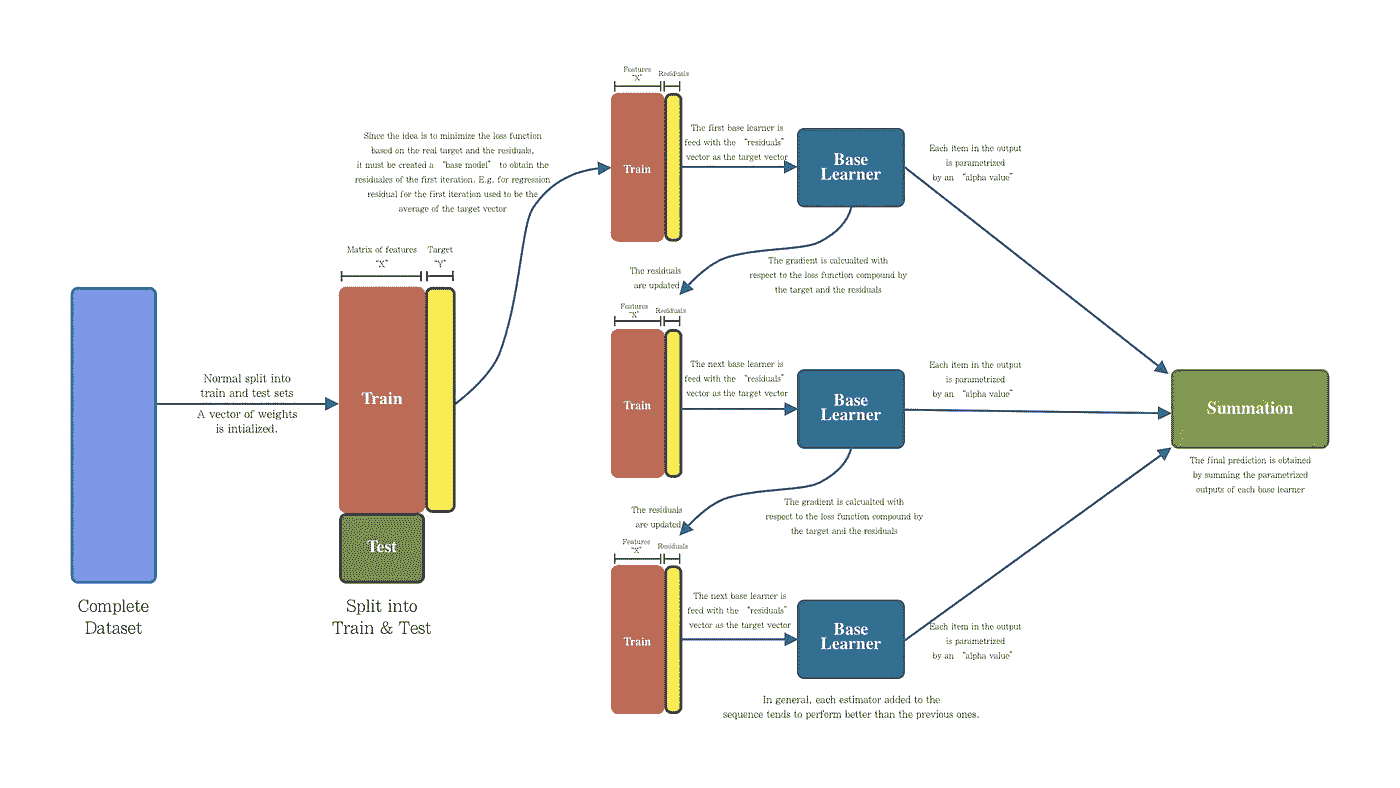 Complete
Dataset
Normal split into
train and test sets
A vector of weights
is intialized.
Matrix of features
"X"
Target
"Y"
Train
Test
Split into
Train & Test
Since the idea is to minimize the loss function
based on the real target and the residuals,
it must be created a "base model" to obtain the
residuales of the first iteration. E.g. for regression
residual for the first iteration used to be the
average of the target vector
Features
"X"
Residuals
Train
The first base learner is
feed with the "residuals"
vector as the target vector
Base
Learner
Each item in the output
is parametrized
by an "alpha value"
The gradient is calcualted with
respect to the loss function compound by
the target and the residuals
The residuals
are updated
Features
"X"
Residuals
Train
The next base learner is
feed with the "residuals"
vector as the target vector
Base
Learner
Each item in the output
is parametrized
by an "alpha value"
The gradient is calcualted with
respect to the loss function compound by
the target and the residuals
The residuals
are updated
Features
"X"
Residuals
Train
The next base learner is
feed with the "residuals"
vector as the target vector
Base
Learner
Each item in the output
is parametrized
by an "alpha value"
In general, each estimator added to the
sequence tends to perform better than the previous ones.
Summation
The final prediction is obtained
by summing the parametrized
outputs of each base learner